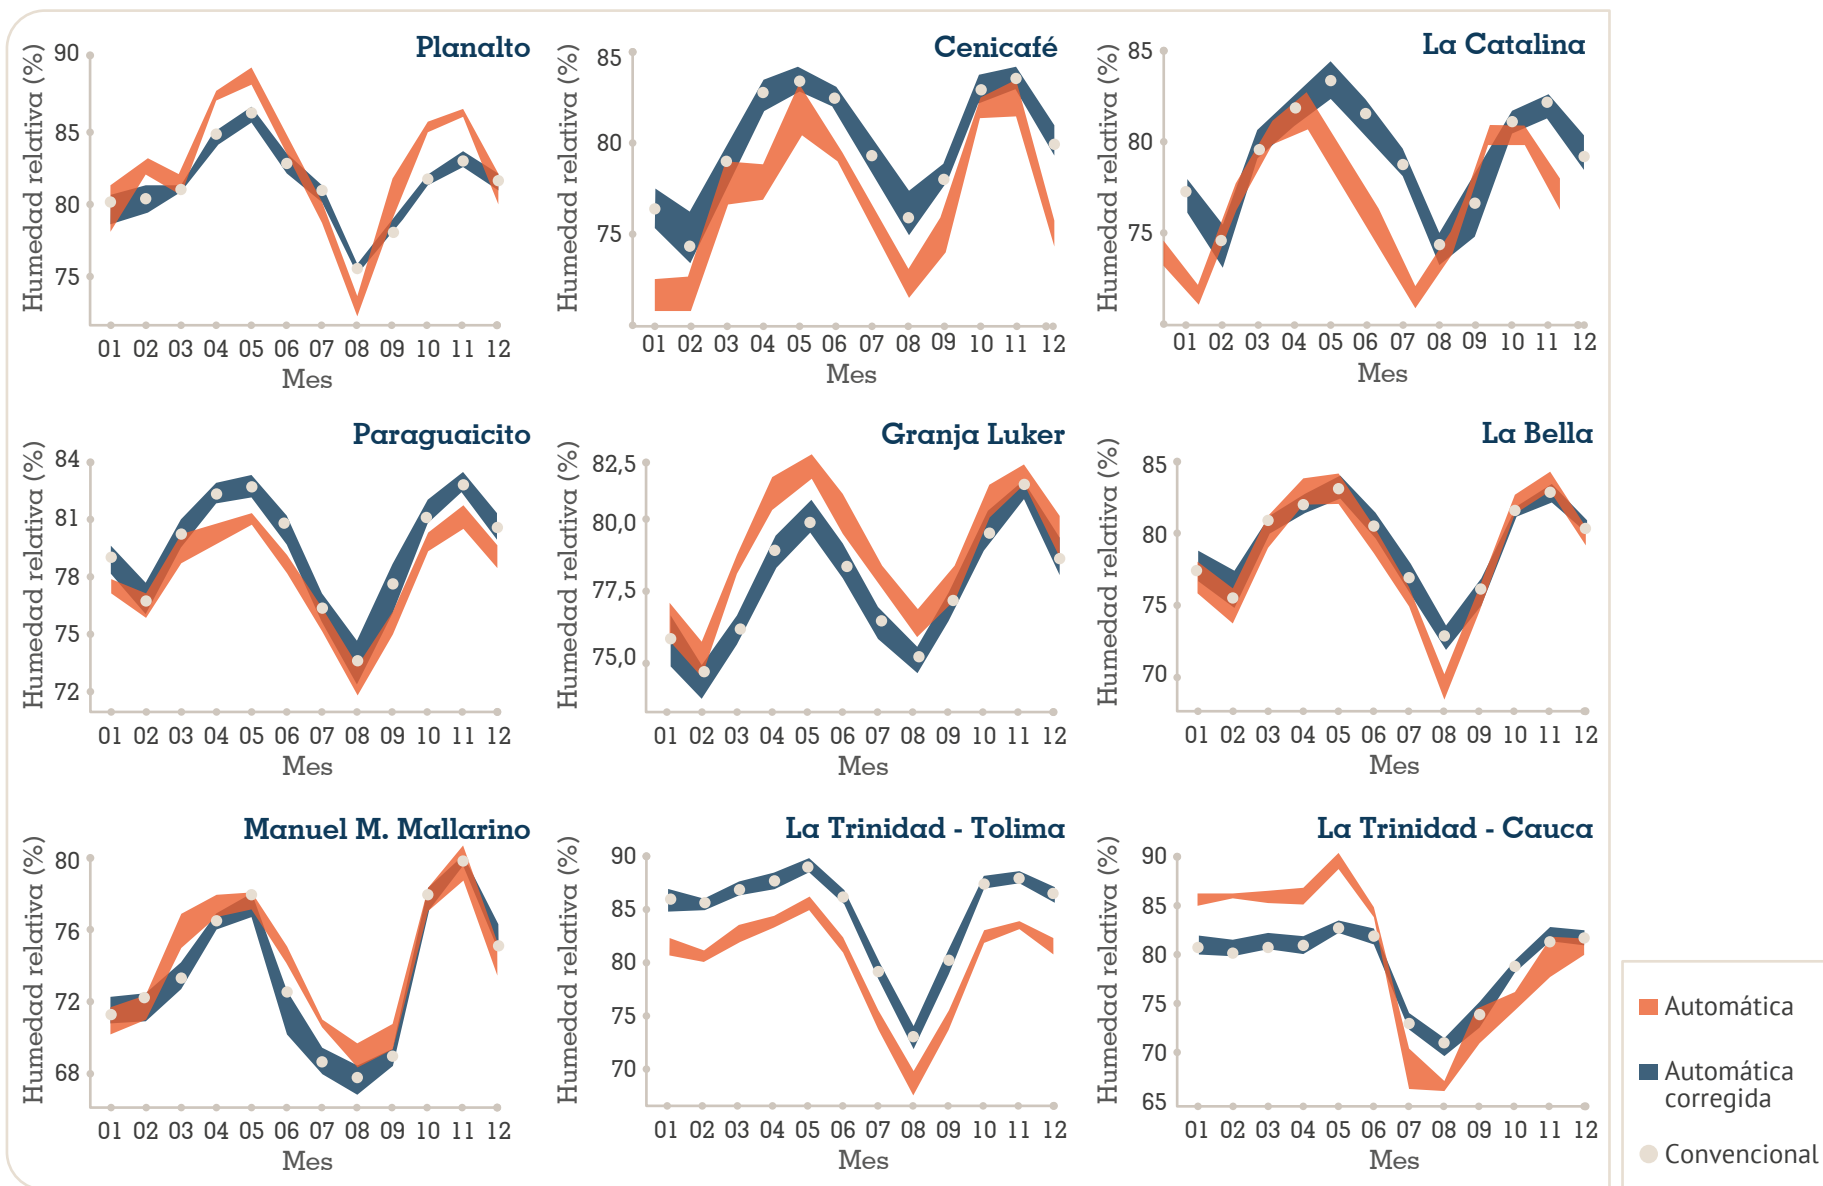 Planalto
Humedad relativa (%)
90
85
80
75
01 02 03 04 05 06 07 08 09 10 11 12
Mes
Cenicafé
Humedad relativa (%)
85
80
75
01 02 03 04 05 06 07 08 09 10 11 12
Mes
La Catalina
Humedad relativa (%)
85
80
75
01 02 03 04 05 06 07 08 09 10 11 12
Mes
Paraguaicito
Humedad relativa (%)
84
81
78
75
72
01 02 03 04 05 06 07 08 09 10 11 12
Mes
Granja Luker
Humedad relativa (%)
82,5
80,0
77,5
75,0
01 02 03 04 05 06 07 08 09 10 11 12
Mes
La Bella
Humedad relativa (%)
85
80
75
70
01 02 03 04 05 06 07 08 09 10 11 12
Mes
Manuel M. Mallarino
Humedad relativa (%)
80
76
72
68
01 02 03 04 05 06 07 08 09 10 11 12
Mes
La Trinidad - Tolima
Humedad relativa (%)
90
85
80
75
70
01 02 03 04 05 06 07 08 09 10 11 12
Mes
La Trinidad - Cauca
Humedad relativa (%)
90
85
80
75
70
65
01 02 03 04 05 06 07 08 09 10 11 12
Mes
Automática
Automática
corregida
Convencional